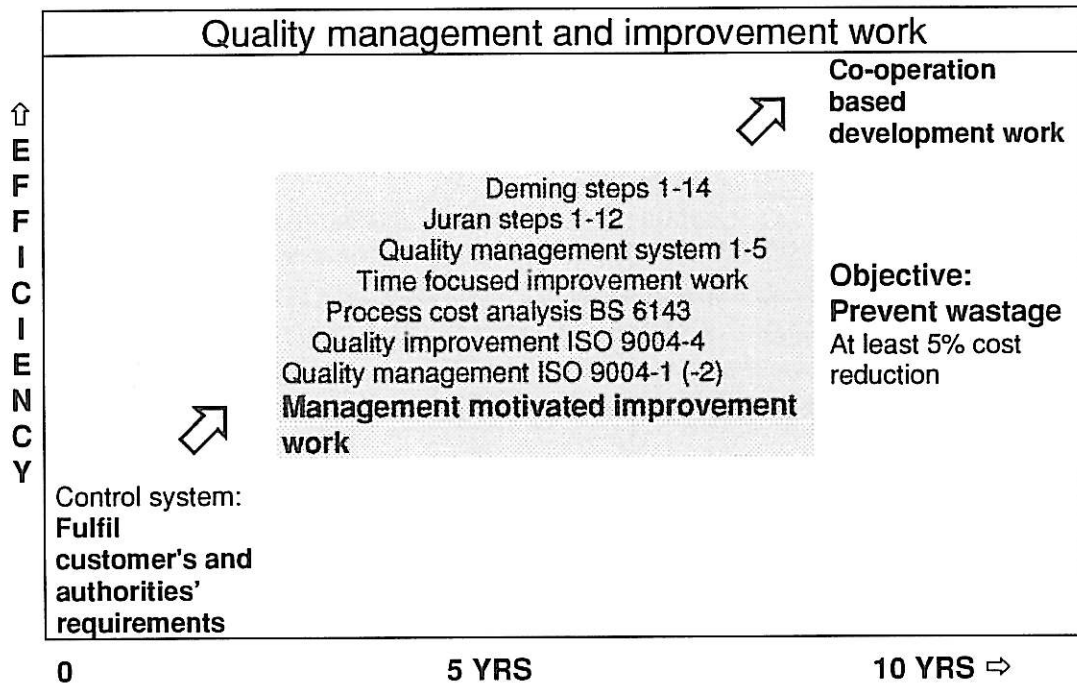 Quality management and improvement work
⇧
E
F
F
I
C
I
E
N
C
Y
Co-operation
based
development work
Deming steps 1-14
Juran steps 1-12
Quality management system 1-5
Time focused improvement work
Process cost analysis BS 6143
Quality improvement ISO 9004-4
Quality management ISO 9004-1 (-2)
Management motivated improvement
work
Objective:
Prevent wastage
At least 5% cost
reduction
Control system:
Fulfil
customer's and
authorities'
requirements
0 5 YRS 10 YRS ⇨